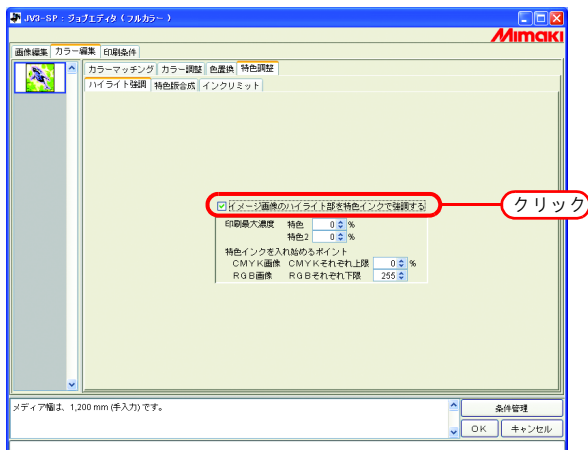 JV3-SP : ジョブエディタ ( フルカラー )
Mimaki
画像編集 カラー編集 印刷条件
カラーマッチング カラー調整 色置換 特色調整
ハイライト強調 特色版合成 インクリミット
イメージ画像のハイライト部を特色インクで強調する
クリック
印刷最大濃度 特色 0 %
特色2 0 %
特色インクを入れ始めるポイント
CMYK画像 CMYKそれぞれ上限 0 %
RGB画像 RGBそれぞれ下限 255
メディア幅は、1,200 mm (手入力) です。
条件管理
OK キャンセル